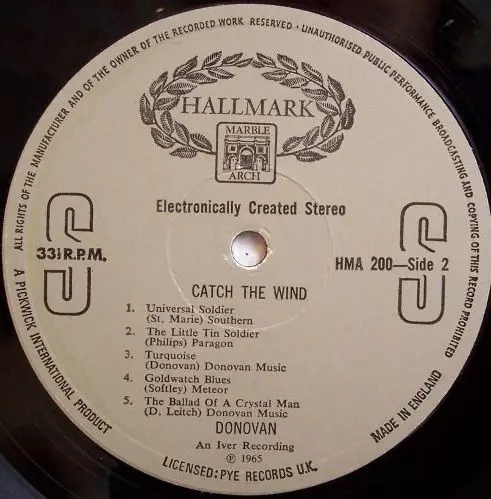 ALL RIGHTS OF THE MANUFACTURER AND OF THE OWNER OF THE RECORDED WORK RESERVED • UNAUTHORISED PUBLIC PERFORMANCE BROADCASTING AND COPYING OF THIS RECORD PROHIBITED
HALLMARK
MARBLE
ARCH
Electronically Created Stereo
33⅓ R.P.M.
HMA 200—Side 2
CATCH THE WIND
1. Universal Soldier
(St. Marie) Southern
2. The Little Tin Soldier
(Philips) Paragon
3. Turquoise
(Donovan) Donovan Music
4. Goldwatch Blues
(Softley) Meteor
5. The Ballad Of A Crystal Man
(D. Leitch) Donovan Music
DONOVAN
An Iver Recording
℗ 1965
A PICKWICK INTERNATIONAL PRODUCT
LICENSED: PYE RECORDS U.K.
MADE IN ENGLAND